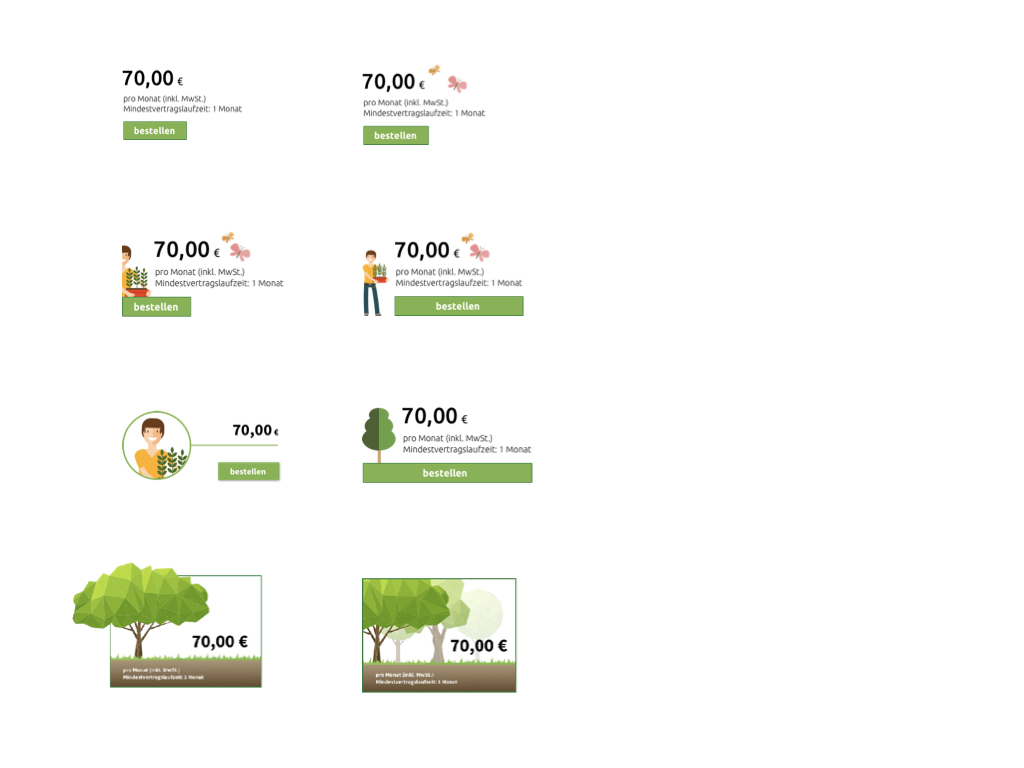 70,00 €
pro Monat (inkl. MwSt.)
Mindestvertragslaufzeit: 1 Monat
bestellen
70,00 €
pro Monat (inkl. MwSt.)
Mindestvertragslaufzeit: 1 Monat
bestellen
70,00 €
pro Monat (inkl. MwSt.)
Mindestvertragslaufzeit: 1 Monat
bestellen
70,00 €
pro Monat (inkl. MwSt.)
Mindestvertragslaufzeit: 1 Monat
bestellen
70,00 €
bestellen
70,00 €
pro Monat (inkl. MwSt.)
Mindestvertragslaufzeit: 1 Monat
bestellen
70,00 €
pro Monat (inkl. MwSt.)
Mindestvertragslaufzeit: 1 Monat
70,00 €
pro Monat (inkl. MwSt.)
Mindestvertragslaufzeit: 1 Monat